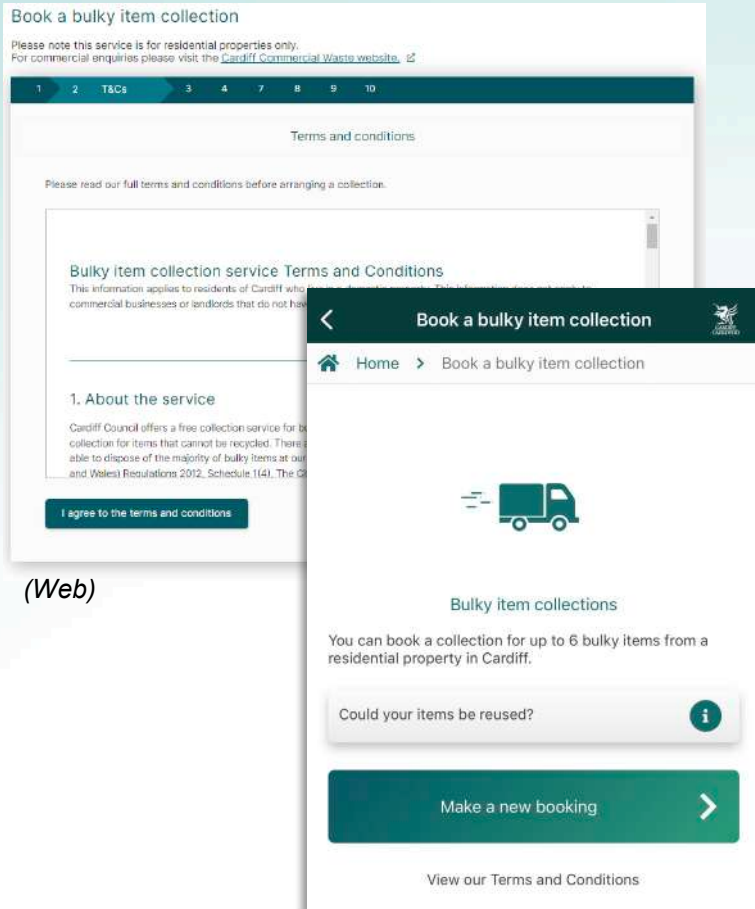 Book a bulky item collection
Please note this service is for residential properties only.
For commercial enquiries please visit the Cardiff Commercial Waste website.
1 2 T&Cs 3 4 7 8 9 10
Terms and conditions
Please read our full terms and conditions before arranging a collection.
Bulky item collection service Terms and Conditions
This information applies to residents of Cardiff who
commercial businesses or landlords that do not hav
1. About the service
Cardiff Council offers a free collection service for b
collection for items that cannot be recycled. There
able to dispose of the majority of bulky items at our
and Wales) Regulations 2012, Schedule 1(4), The
I agree to the terms and conditions
(Web)
Book a bulky item collection
Home > Book a bulky item collection
Bulky item collections
You can book a collection for up to 6 bulky items from a
residential property in Cardiff.
Could your items be reused?
Make a new booking
View our Terms and Conditions